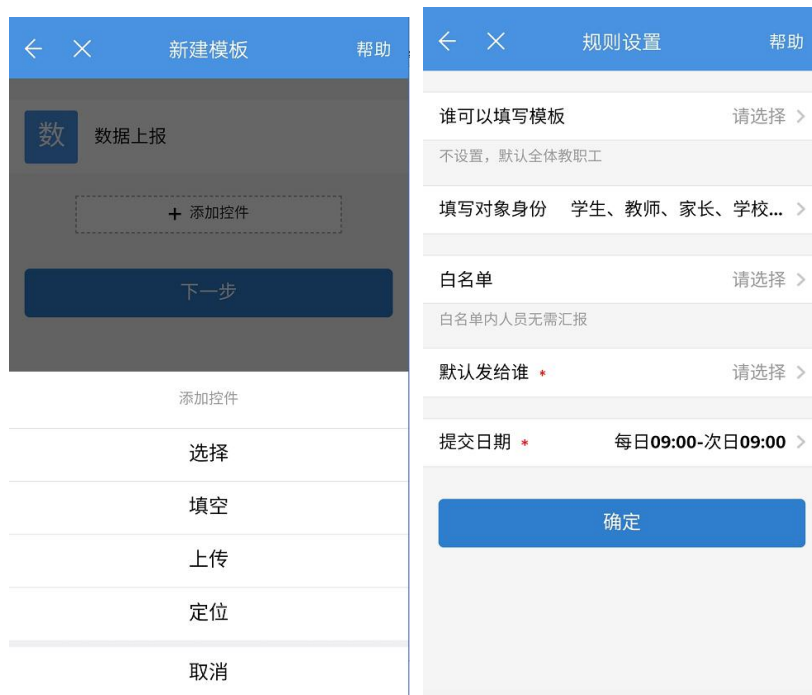 新建模板
帮助
数
数据上报
+ 添加控件
下一步
添加控件
选择
填空
上传
定位
取消
规则设置
帮助
谁可以填写模板 请选择
不设置，默认全体教职工
填写对象身份 学生、教师、家长、学校...
白名单 请选择
白名单内人员无需汇报
默认发给谁 * 请选择
提交日期 * 每日09:00-次日09:00
确定